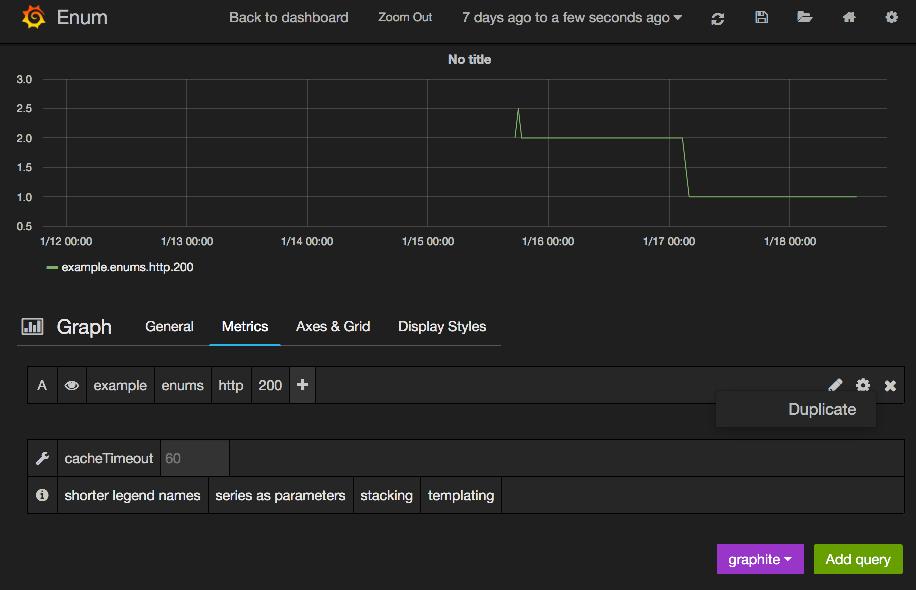 Enum Back to dashboard Zoom Out 7 days ago to a few seconds ago
No title
3.0
2.5
2.0
1.5
1.0
0.5
1/12 00:00 1/13 00:00 1/14 00:00 1/15 00:00 1/16 00:00 1/17 00:00 1/18 00:00
example.enums.http.200
Graph General Metrics Axes & Grid Display Styles
A example enums http 200
Duplicate
cacheTimeout 60
shorter legend names series as parameters stacking templating
graphite Add query